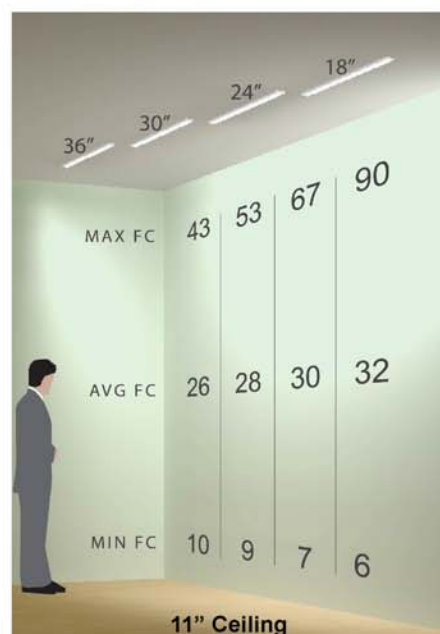 36” 30” 24” 18”
MAX FC 43 53 67 90
AVG FC 26 28 30 32
MIN FC 10 9 7 6
11” Ceiling